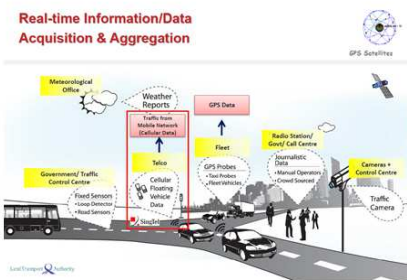 Real-time Information/Data
Acquisition & Aggregation
GPS Satellites
Meteorological
Office
Weather
Reports
GPS Data
Traffic from
Mobile Network
(Cellular Data)
Radio Station/
Govt/ Call Centre
Telco
Fleet
Journalistic
Data
• Manual Operators
• Crowd Sourced
Cameras +
Control Centre
Government/ Traffic
Control Centre
Cellular
Floating
Vehicle
Data
GPS Probes
• Taxi Probes
• Fleet Vehicles
Fixed Sensors
• Loop Detector
• Road Sensors
Traffic
Camera
SingTel
Land Transport Authority